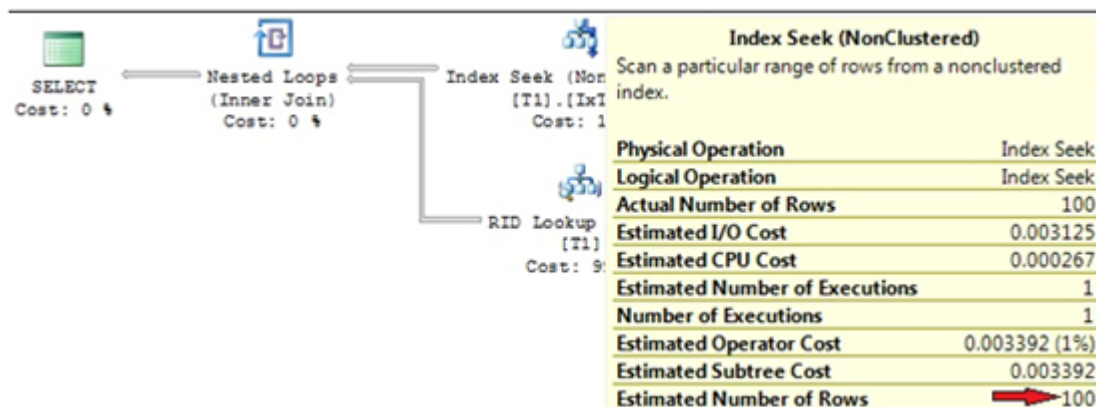 SELECT
Cost: 0 %
Nested Loops
(Inner Join)
Cost: 0 %
Index Seek (Non
[T1].[IxT
Cost: 1
RID Lookup
[T1]
Cost: 9
Index Seek (NonClustered)
Scan a particular range of rows from a nonclustered
index.
Physical Operation Index Seek
Logical Operation Index Seek
Actual Number of Rows 100
Estimated I/O Cost 0.003125
Estimated CPU Cost 0.000267
Estimated Number of Executions 1
Number of Executions 1
Estimated Operator Cost 0.003392 (1%)
Estimated Subtree Cost 0.003392
Estimated Number of Rows 100